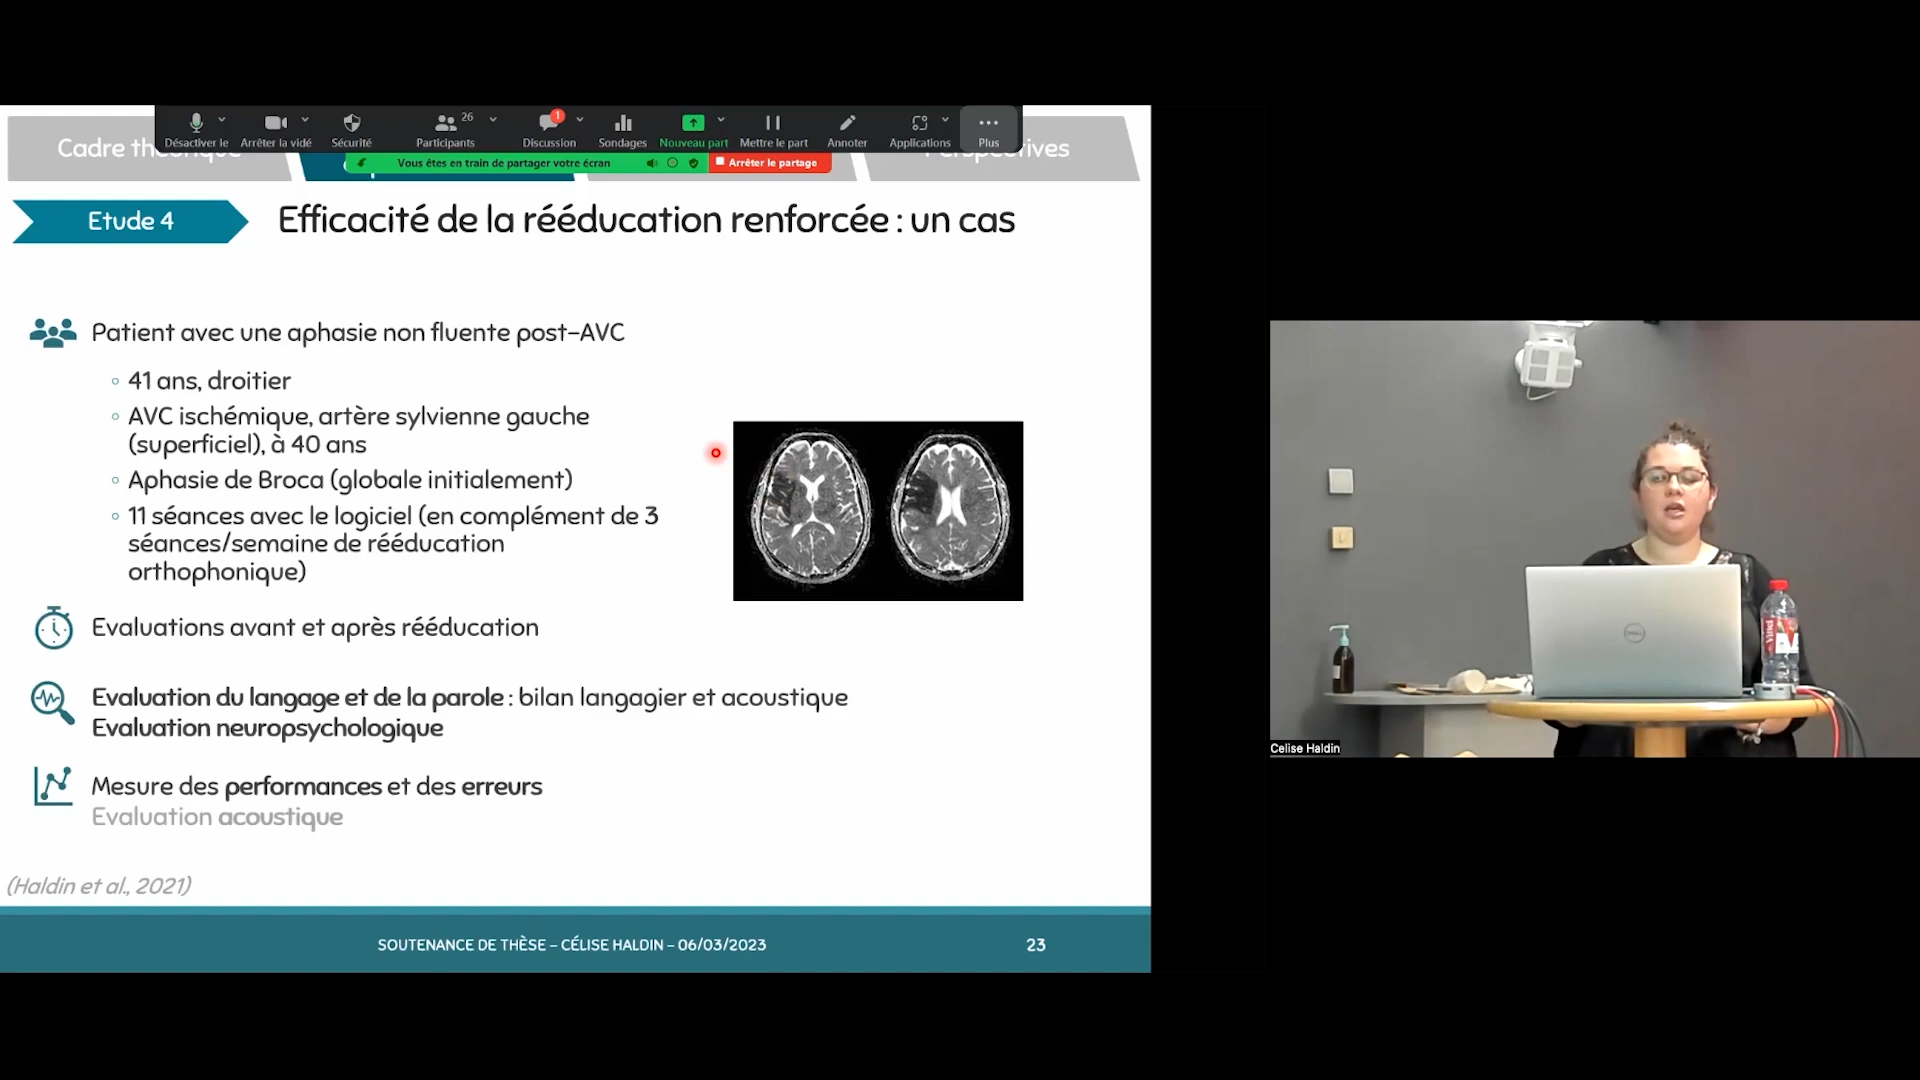 26
1
Désactiver le
Arrêter la vidé
Sécurité
Participants
Discussion
Sondages
Nouveau part
Mettre le part
Annoter
Applications
Plus
Vous êtes en train de partager votre écran
Arrêter le partage
Cadre th
Etude 4
Efficacité de la rééducation renforcée : un cas
Patient avec une aphasie non fluente post-AVC
41 ans, droitier
AVC ischémique, artère sylvienne gauche
(superficiel), à 40 ans
Aphasie de Broca (globale initialement)
11 séances avec le logiciel (en complément de 3
séances/semaine de rééducation
orthophonique)
Evaluations avant et après rééducation
Evaluation du langage et de la parole : bilan langagier et acoustique
Evaluation neuropsychologique
Mesure des performances et des erreurs
Evaluation acoustique
(Haldin et al., 2021)
SOUTENANCE DE THÈSE – CÉLISE HALDIN – 06/03/2023
23
DELL
Celise Haldin